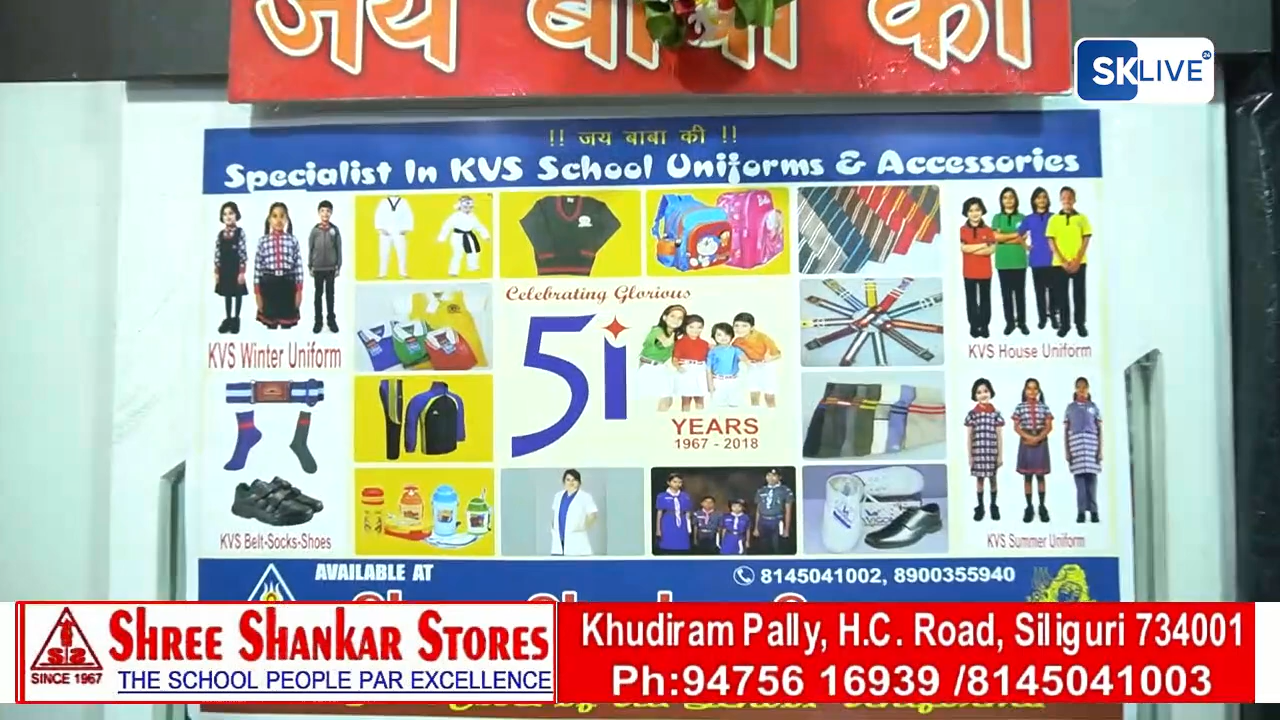 जय बाबा की
SKLIVE 24
!! जय बाबा की !!
Specialist In KVS School Uniforms & Accessories
Celebrating Glorious
51
YEARS
1967 - 2018
KVS Winter Uniform
KVS House Uniform
KVS Belt-Socks-Shoes
KVS Summer Uniform
AVAILABLE AT
8145041002, 8900355940
SHREE SHANKAR STORES
SINCE 1967
THE SCHOOL PEOPLE PAR EXCELLENCE
Khudiram Pally, H.C. Road, Siliguri 734001
Ph:94756 16939 /8145041003